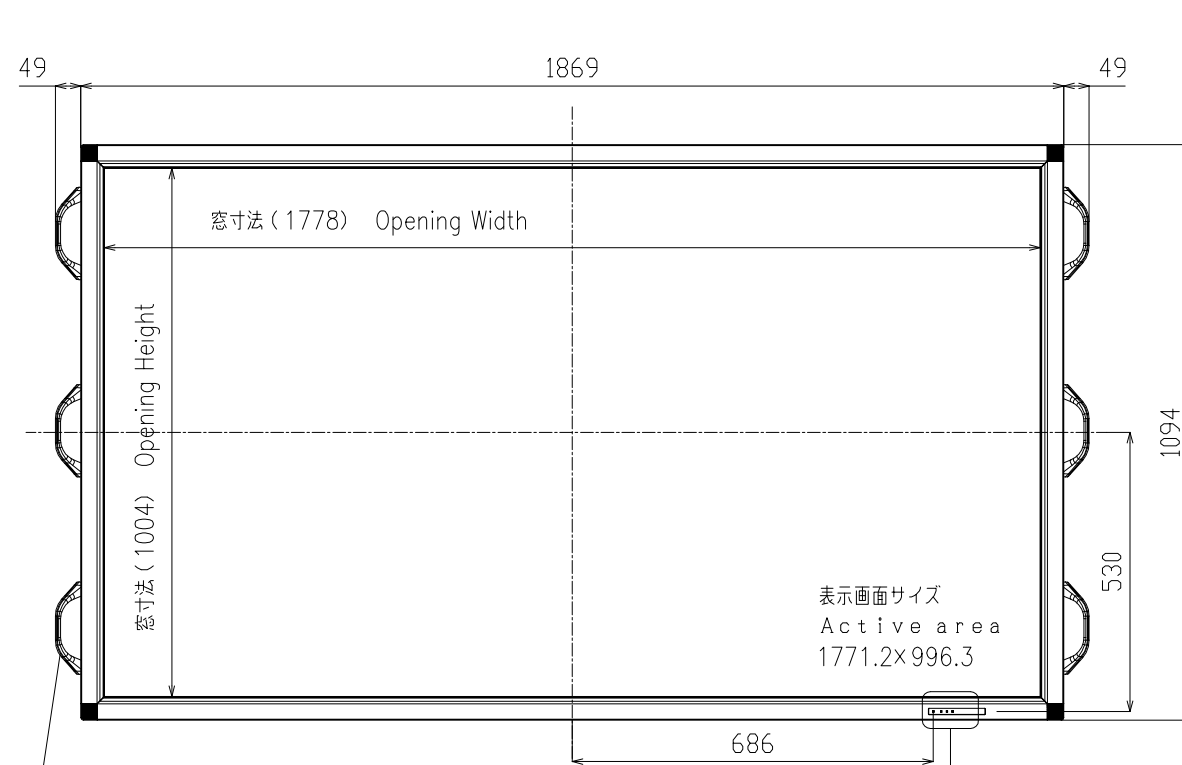 49
1869
49
窓寸法(1778) Opening Width
窓寸法(1004) Opening Height
1094
530
表示画面サイズ
Active area
1771.2×996.3
686